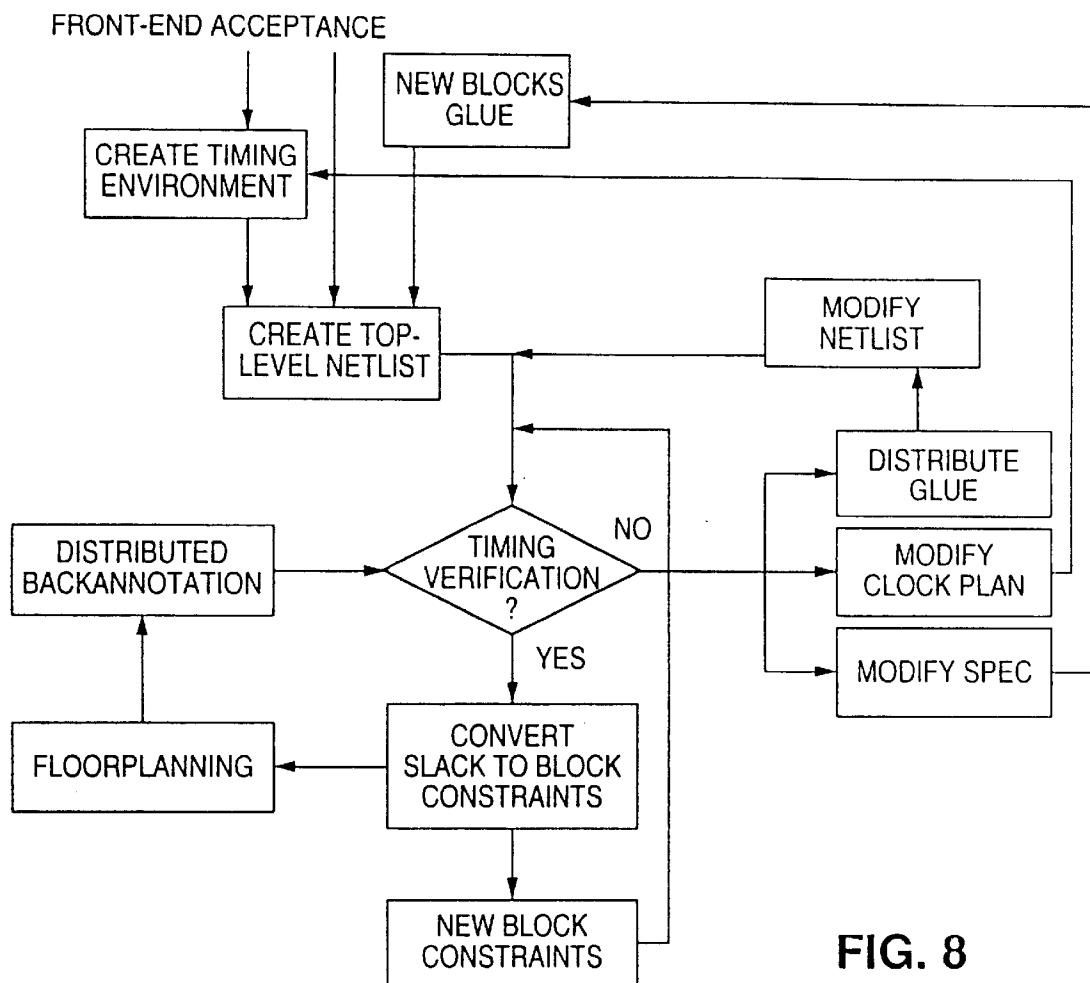 FRONT-END ACCEPTANCE
NEW BLOCKS
GLUE
CREATE TIMING
ENVIRONMENT
CREATE TOP-
LEVEL NETLIST
MODIFY
NETLIST
DISTRIBUTE
GLUE
NO
TIMING
VERIFICATION
?
DISTRIBUTED
BACKANNOTATION
MODIFY
CLOCK PLAN
YES
MODIFY SPEC
CONVERT
SLACK TO BLOCK
CONSTRAINTS
FLOORPLANNING
NEW BLOCK
CONSTRAINTS
FIG. 8